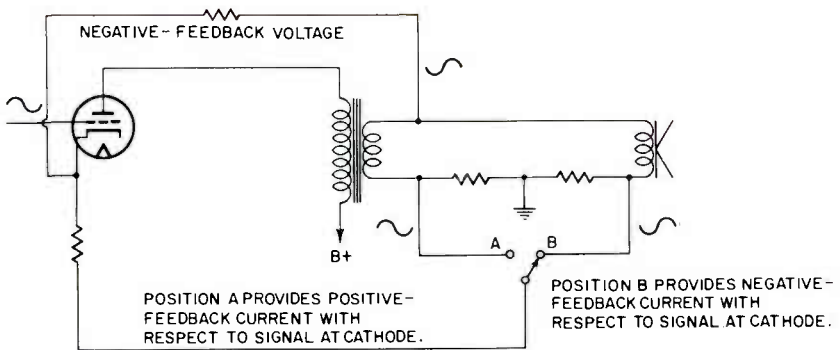 NEGATIVE-FEEDBACK VOLTAGE
B+
A
B
POSITION A PROVIDES POSITIVE-
FEEDBACK CURRENT WITH
RESPECT TO SIGNAL AT CATHODE.
POSITION B PROVIDES NEGATIVE-
FEEDBACK CURRENT WITH
RESPECT TO SIGNAL AT CATHODE.